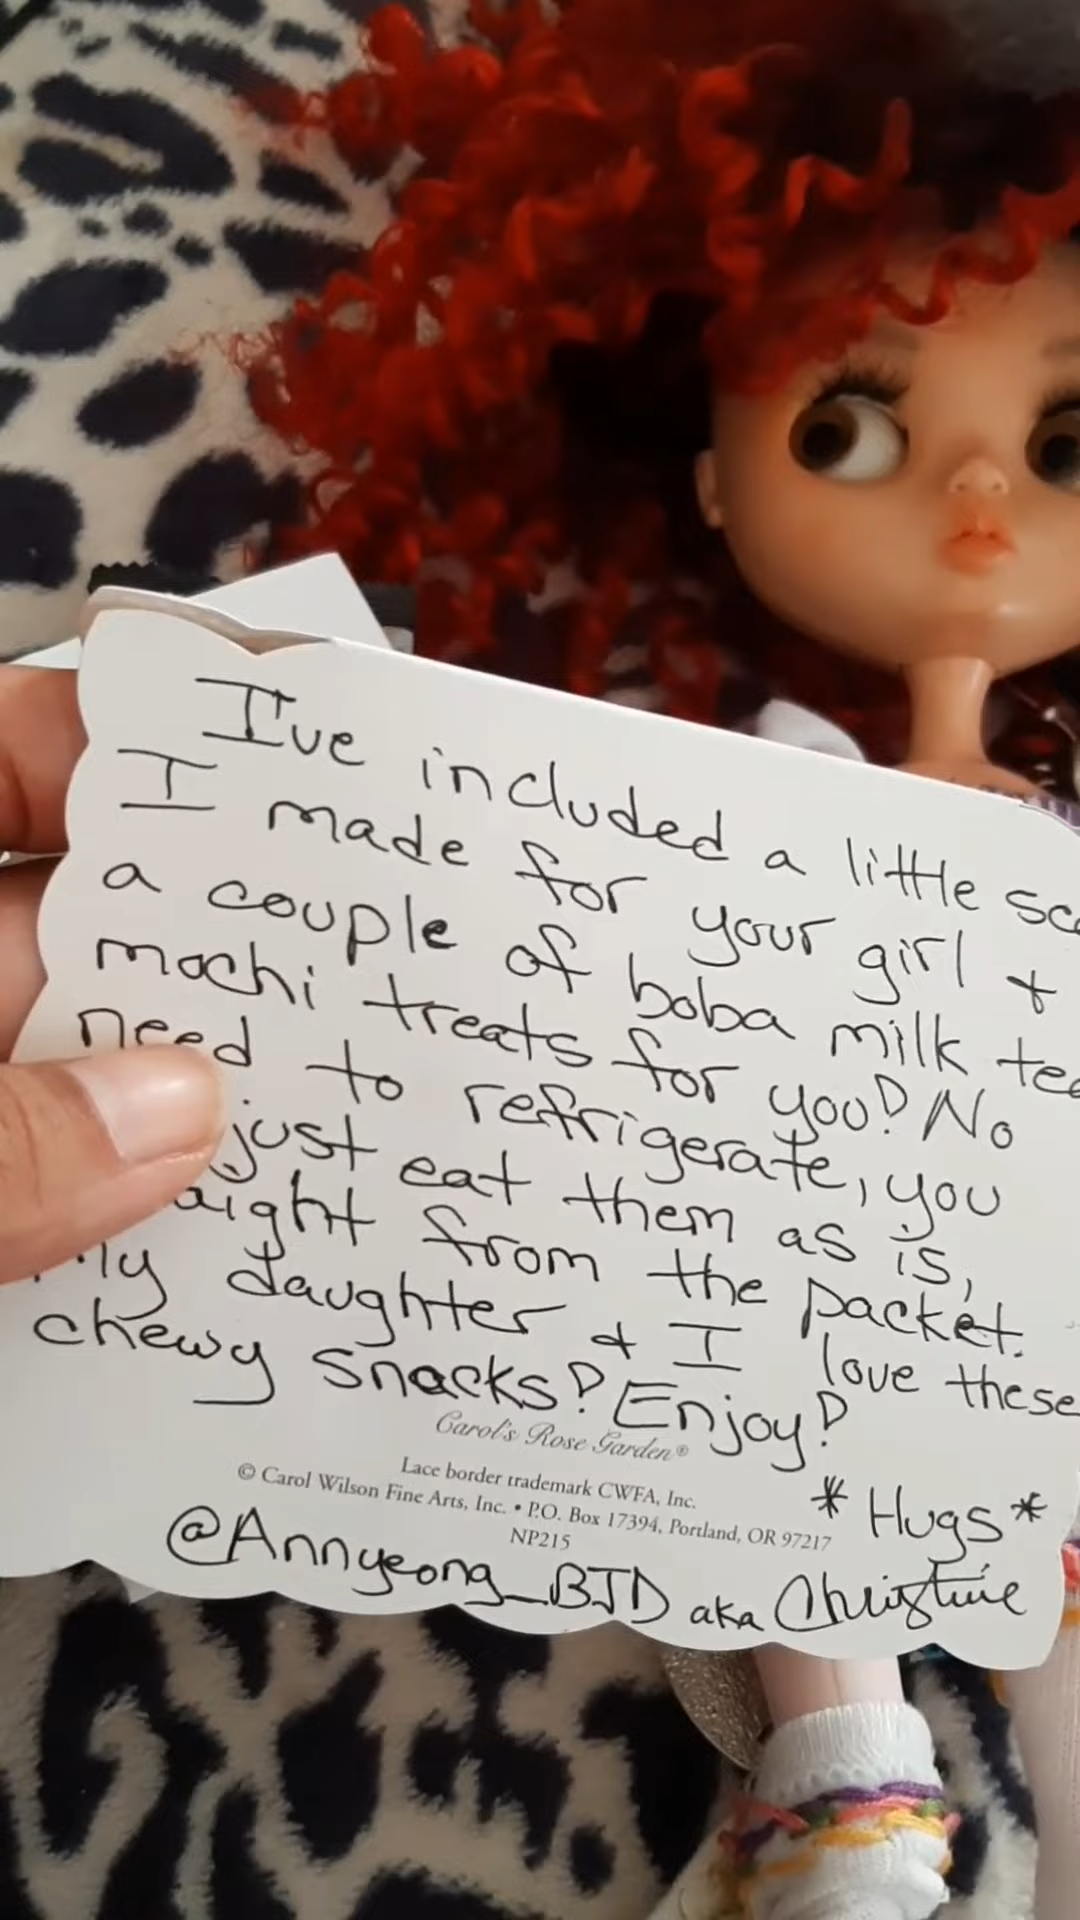 I've included a little
I made for your girl +
a couple of boba milk tea
mochi treats for you! No
need to refrigerate, you
just eat them as is,
from the packet.
daughter + I love these
chewy snacks! Enjoy!
Carol's Rose Garden®
Lace border trademark CWFA, Inc.
© Carol Wilson Fine Arts, Inc. • P.O. Box 17394, Portland, OR 97217
NP215
*Hugs*
@Annyeong_BJD aka Christine